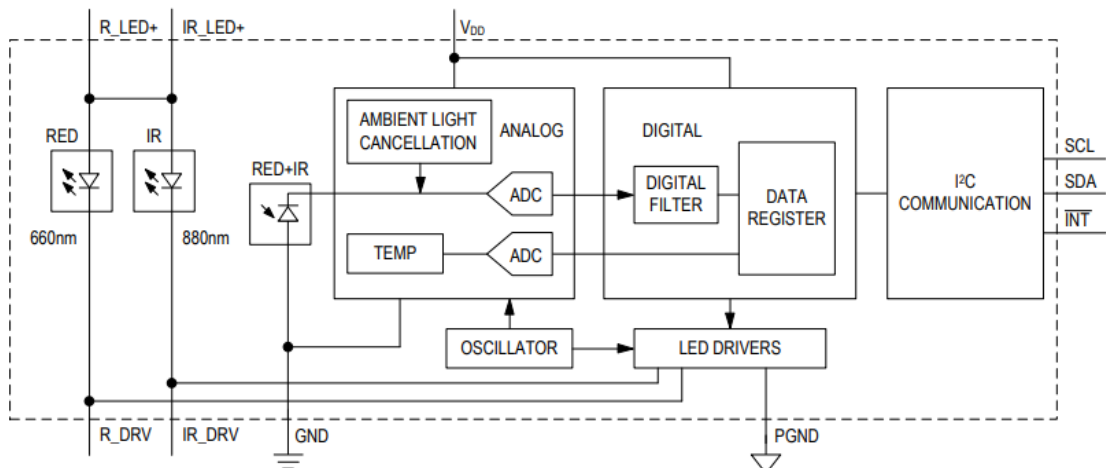 R_LED+
IR_LED+
V_DD
AMBIENT LIGHT
CANCELLATION
ANALOG
DIGITAL
RED
IR
RED+IR
ADC
DIGITAL
FILTER
DATA
REGISTER
I²C
COMMUNICATION
SCL
SDA
INT
660nm
880nm
TEMP
ADC
OSCILLATOR
LED DRIVERS
R_DRV
IR_DRV
GND
PGND